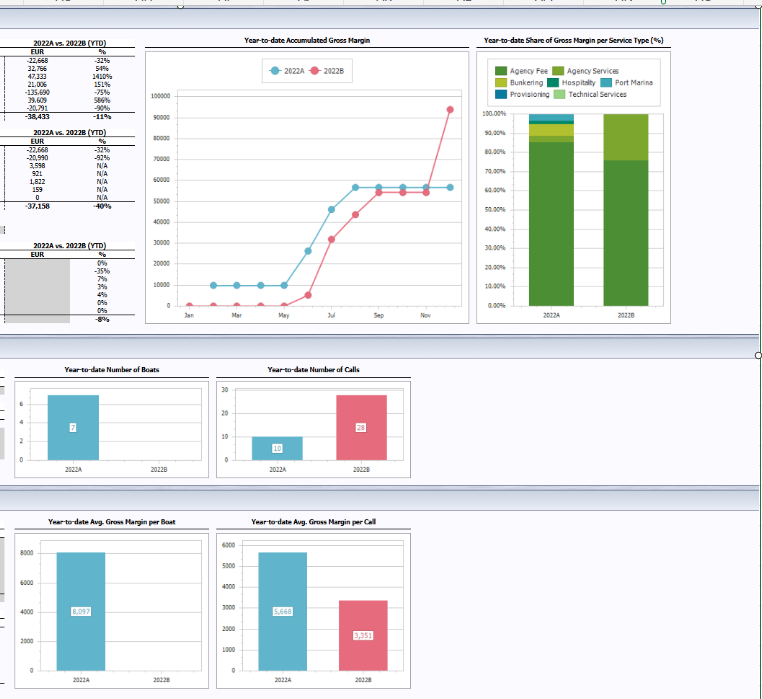 2022A vs. 2022B (YTD)
EUR %
-22,668 -32%
32,766 54%
47,333 1410%
21,006 151%
-135,690 -75%
39,609 586%
-20,791 -90%
-38,433 -11%
2022A vs. 2022B (YTD)
EUR %
-22,668 -32%
-20,990 -92%
3,598 N/A
921 N/A
1,822 N/A
159 N/A
0 N/A
-37,158 -40%
2022A vs. 2022B (YTD)
EUR %
0%
-35%
7%
3%
4%
0%
0%
-8%
Year-to-date Accumulated Gross Margin
2022A 2022B
100000
90000
80000
70000
60000
50000
40000
30000
20000
10000
0
Jan Mar May Jul Sep Nov
Year-to-date Share of Gross Margin per Service Type (%)
Agency Fee Agency Services
Bunkering Hospitality Port Marina
Provisioning Technical Services
100.00%
90.00%
80.00%
70.00%
60.00%
50.00%
40.00%
30.00%
20.00%
10.00%
0.00%
2022A 2022B
Year-to-date Number of Boats
6
4
2
0
7
2022A 2022B
Year-to-date Number of Calls
30
20
10
0
10
28
2022A 2022B
Year-to-date Avg. Gross Margin per Boat
8000
6000
4000
2000
0
8,097
2022A 2022B
Year-to-date Avg. Gross Margin per Call
6000
5000
4000
3000
2000
1000
0
5,668
3,351
2022A 2022B